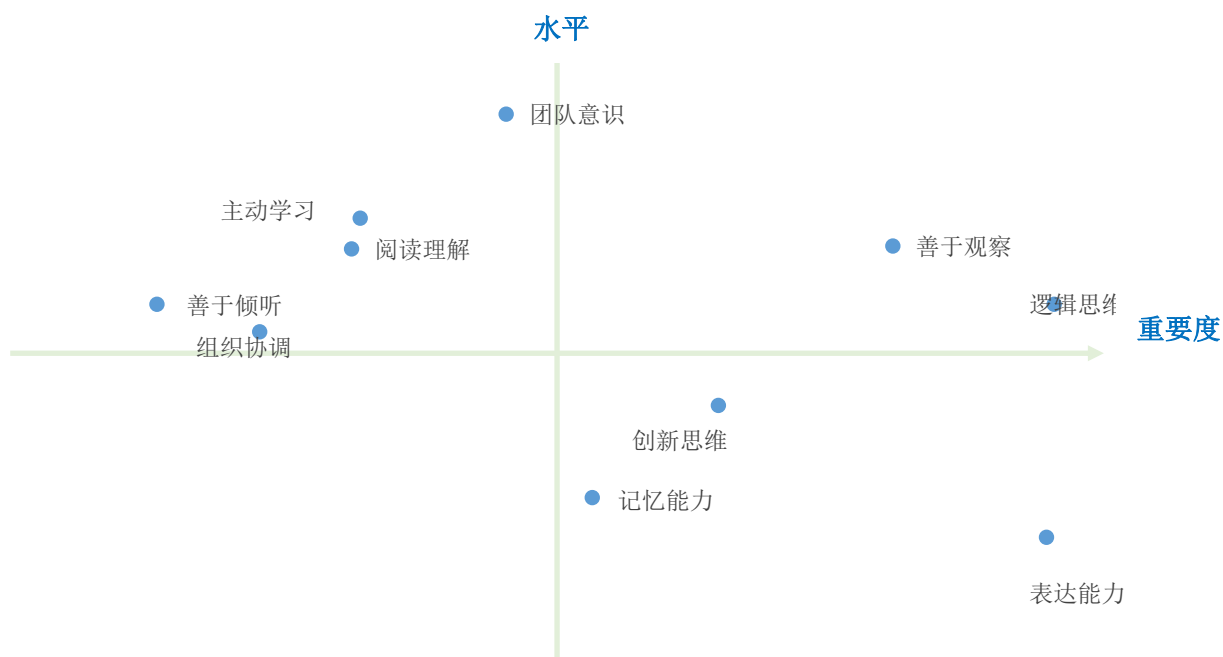 水平
团队意识
主动学习
阅读理解
善于观察
善于倾听
逻辑思维
重要度
组织协调
创新思维
记忆能力
表达能力